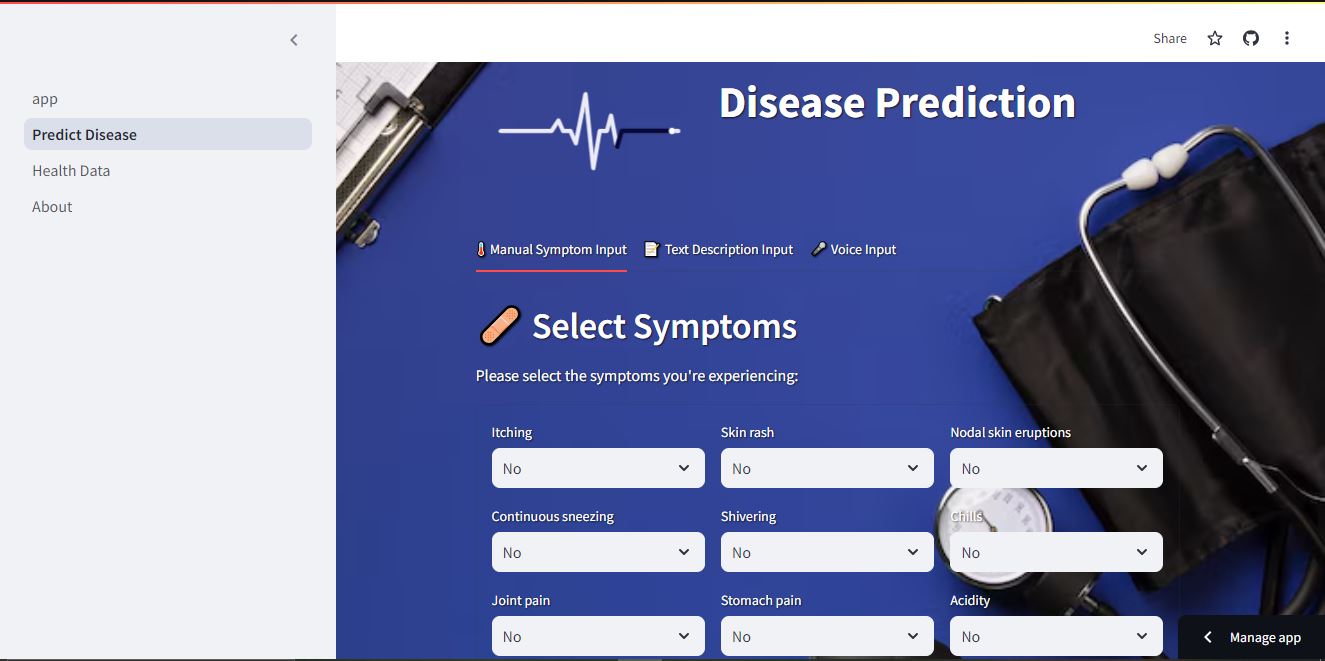 Share
app
Predict Disease
Health Data
About
Disease Prediction
Manual Symptom Input Text Description Input Voice Input
Select Symptoms
Please select the symptoms you're experiencing:
Itching Skin rash Nodal skin eruptions
No No No
Continuous sneezing Shivering Chills
No No No
Joint pain Stomach pain Acidity
No No No
Manage app